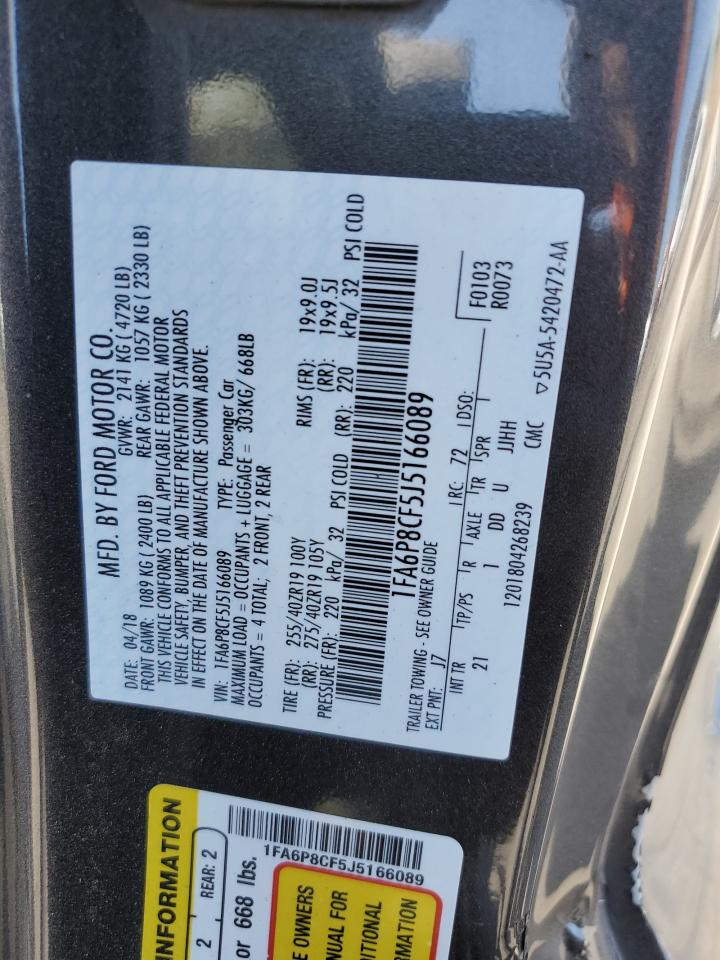 MFD. BY FORD MOTOR CO.
DATE: 04/18 GVWR: 2141 KG ( 4720 LB)
FRONT GAWR: 1089 KG ( 2400 LB) REAR GAWR: 1057 KG ( 2330 LB)
THIS VEHICLE CONFORMS TO ALL APPLICABLE FEDERAL MOTOR
VEHICLE SAFETY, BUMPER, AND THEFT PREVENTION STANDARDS
IN EFFECT ON THE DATE OF MANUFACTURE SHOWN ABOVE.
VIN: 1FA6P8CF5J5166089 TYPE: Passenger Car
MAXIMUM LOAD = OCCUPANTS + LUGGAGE = 303KG/ 668LB
OCCUPANTS = 4 TOTAL; 2 FRONT, 2 REAR
TIRE (FR): 255/40ZR19 100Y RIMS (FR): 19x9.0J
(RR): 275/40ZR19 105Y (RR): 19x9.5J
PRESSURE (FR): 220 kPa/ 32 PSI COLD (RR): 220 kPa/ 32 PSI COLD
1FA6P8CF5J5166089
TRAILER TOWING - SEE OWNER GUIDE
EXT PNT: J7 RC: 72 DSO: F0103
R0073
INT TR TP/PS R AXLE TR SPR
21 1 DD U JJHH
CMC
1201804268239 ▽5U5A-5420472-AA
INFORMATION
2 REAR: 2
or 668 lbs.
1FA6P8CF5J5166089
E OWNERS
NUAL FOR
DITIONAL
RMATION